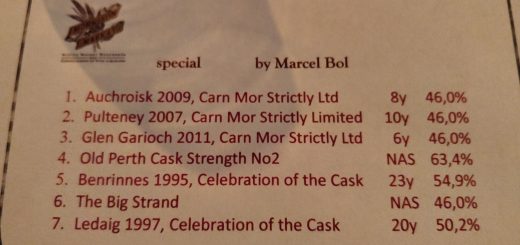 special by Marcel Bol
1. Auchroisk 2009, Carn Mor Strictly Ltd 8y 46,0%
2. Pulteney 2007, Carn Mor Strictly Limited 10y 46,0%
3. Glen Garioch 2011, Carn Mor Strictly Ltd 6y 46,0%
4. Old Perth Cask Strength No2 NAS 63,4%
5. Benrinnes 1995, Celebration of the Cask 23y 54,9%
6. The Big Strand NAS 46,0%
7. Ledaig 1997, Celebration of the Cask 20y 50,2%